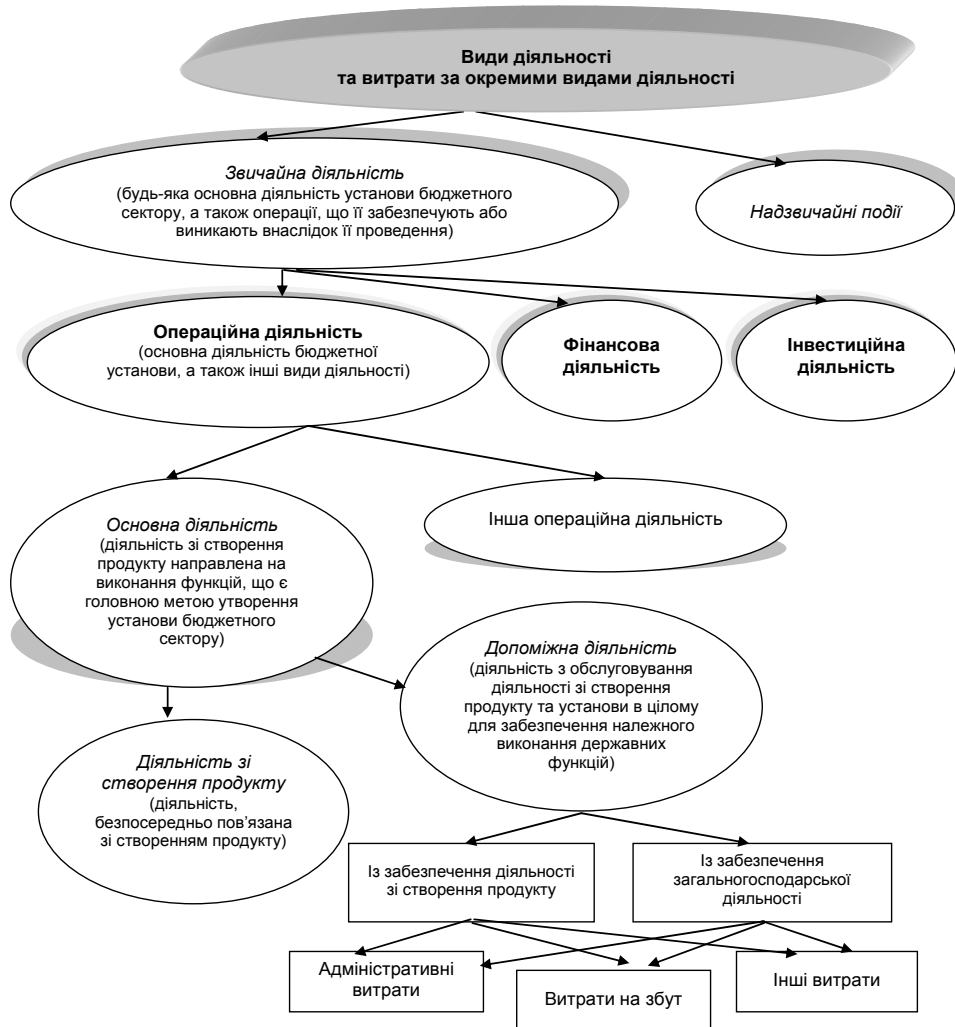 Види діяльності
та витрати за окремими видами діяльності
Звичайна діяльність
(будь-яка основна діяльність установи бюджетного
сектору, а також операції, що її забезпечують або
виникають внаслідок її проведення)
Надзвичайні події
Операційна діяльність
(основна діяльність бюджетної
установи, а також інші види діяльності)
Фінансова
діяльність
Інвестиційна
діяльність
Основна діяльність
(діяльність зі створення
продукту направлена на
виконання функцій, що є
головною метою утворення
установи бюджетного
сектору)
Інша операційна діяльність
Допоміжна діяльність
(діяльність з обслуговування
діяльності зі створення
продукту та установи в цілому
для забезпечення належного
виконання державних
функцій)
Діяльність зі
створення продукту
(діяльність,
безпосередньо пов’язана
зі створенням продукту)
Із забезпечення діяльності
зі створення продукту
Із забезпечення
загальногосподарської
діяльності
Адміністративні
витрати
Витрати на збут
Інші витрати